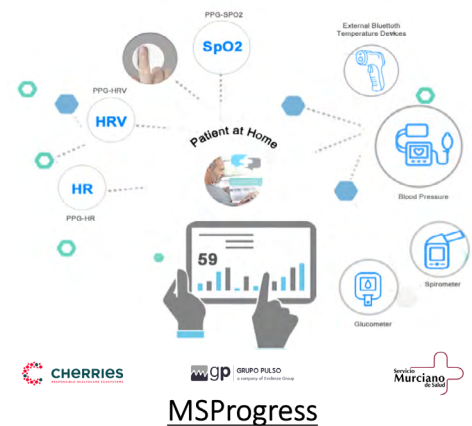 PPG-SPO2
SpO2
External Bluettoth
Temperature Devices
PPG-HRV
HRV
Patient at Home
HR
PPG-HR
Blood Pressure
59
Spirometer
Glucometer
CHERRIES
RESPONSIBLE HEALTHCARE ECOSYSTEMS
gp GRUPO PULSO
a company of Evidenze Group
Servicio
Murciano
de Salud
MSProgress